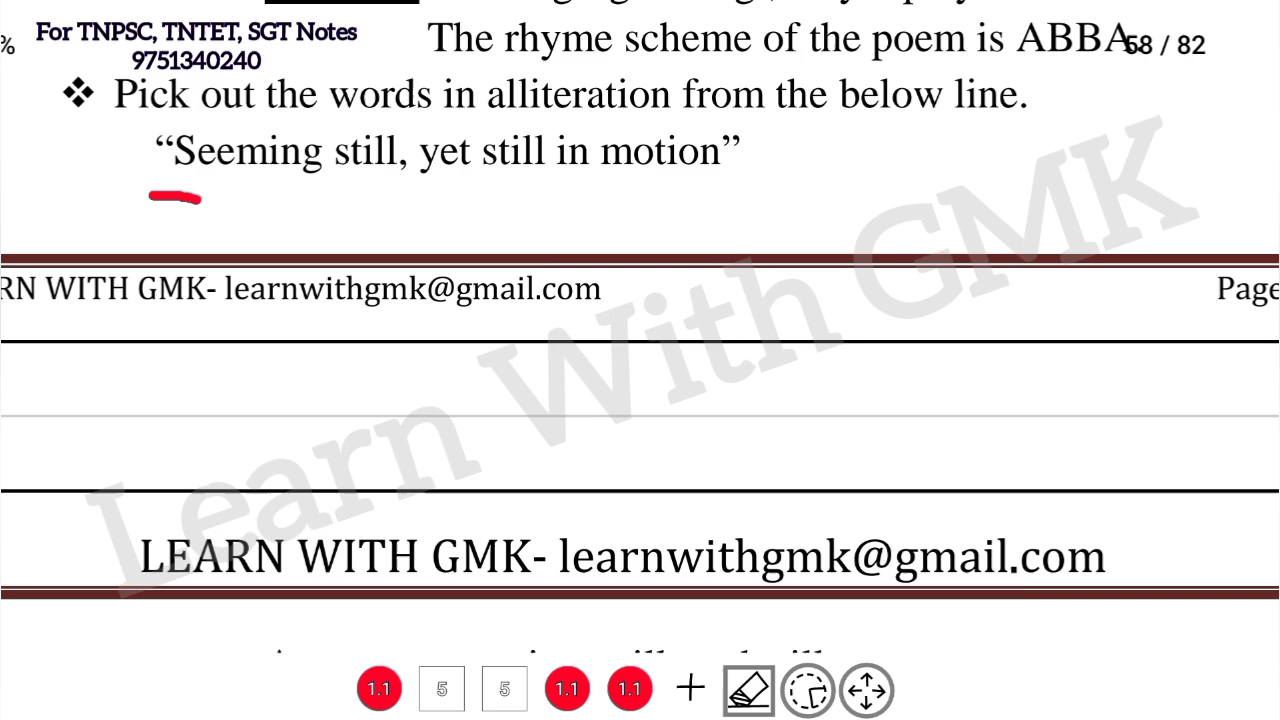 For TNPSC, TNTET, SGT Notes
9751340240
%
The rhyme scheme of the poem is ABBA.
58 / 82
❖ Pick out the words in alliteration from the below line.
“Seeming still, yet still in motion”
RN WITH GMK- learnwithgmk@gmail.com
Page
Learn With GMK
LEARN WITH GMK- learnwithgmk@gmail.com
1.1 5 5 1.1 1.1